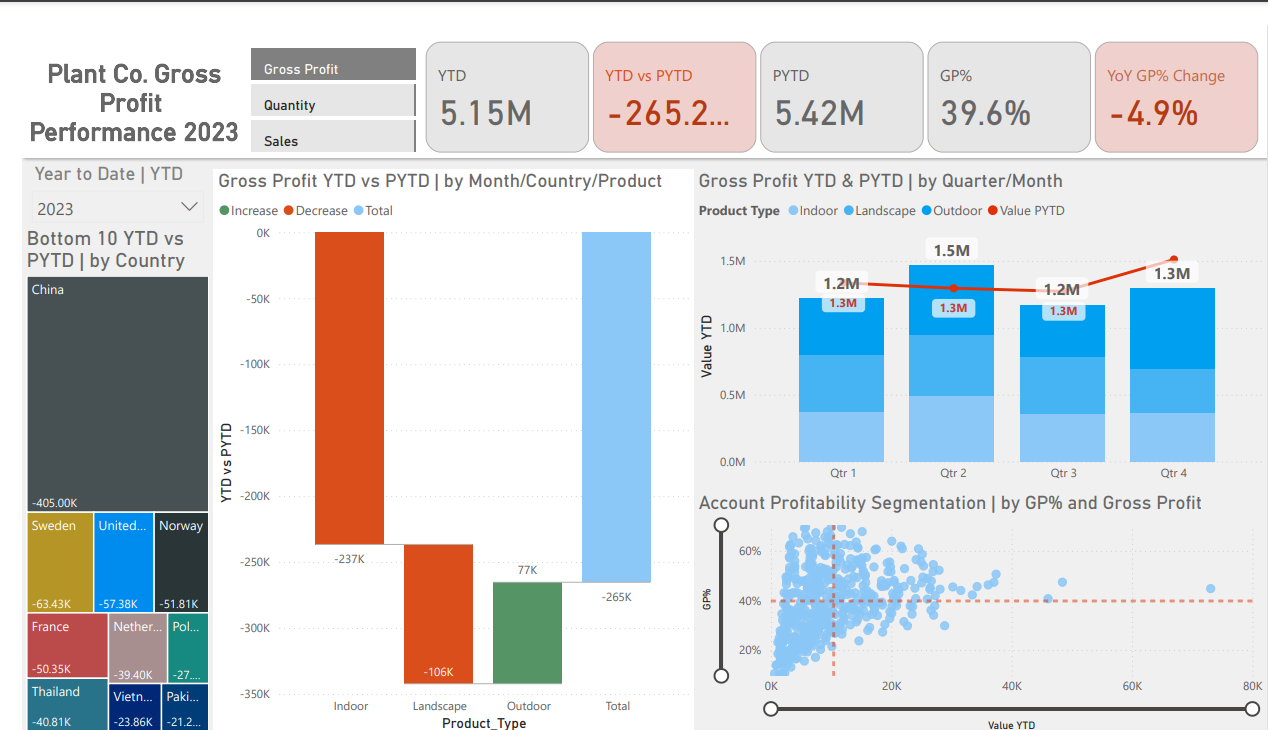 Plant Co. Gross
Profit
Performance 2023
Gross Profit
Quantity
Sales
YTD
5.15M
YTD vs PYTD
-265.2...
PYTD
5.42M
GP%
39.6%
YoY GP% Change
-4.9%
Year to Date | YTD
2023
Bottom 10 YTD vs
PYTD | by Country
China
-405.00K
Sweden
-63.43K
United...
-57.38K
Norway
-51.81K
France
-50.35K
Nether...
-39.40K
Pol...
-27....
Thailand
-40.81K
Vietn...
-23.86K
Paki...
-21.2...
Gross Profit YTD vs PYTD | by Month/Country/Product
Increase Decrease Total
YTD vs PYTD
0K
-50K
-100K
-150K
-200K
-250K
-300K
-350K
-237K
-106K
77K
-265K
Indoor Landscape Outdoor Total
Product_Type
Gross Profit YTD & PYTD | by Quarter/Month
Product Type Indoor Landscape Outdoor Value PYTD
Value YTD
1.5M
1.0M
0.5M
0.0M
1.2M
1.3M
1.5M
1.3M
1.2M
1.3M
1.3M
Qtr 1 Qtr 2 Qtr 3 Qtr 4
Account Profitability Segmentation | by GP% and Gross Profit
GP%
60%
40%
20%
0K 20K 40K 60K 80K
Value YTD